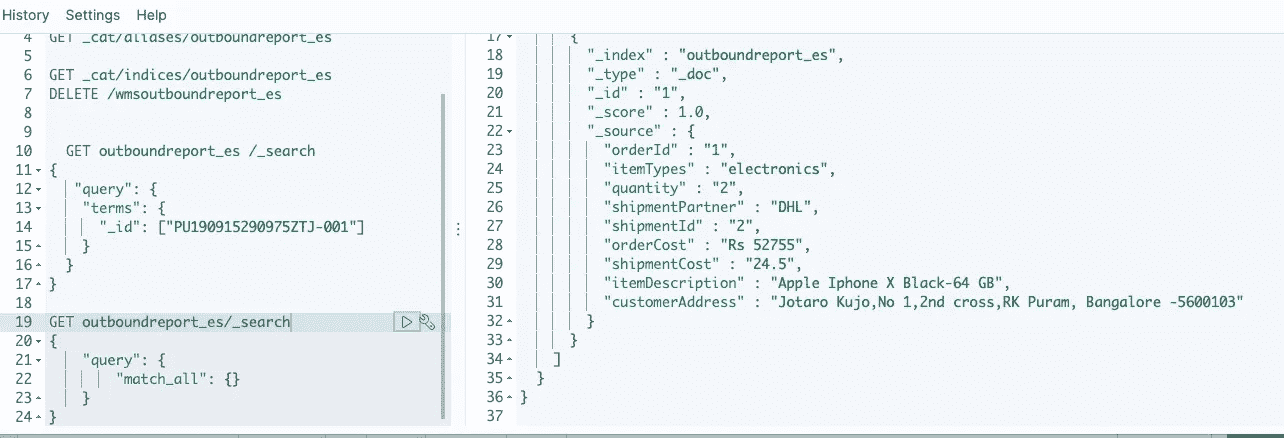 History Settings Help
4 GET _cat/aliases/outboundreport_es
5
6 GET _cat/indices/outboundreport_es
7 DELETE /wmsoutboundreport_es
8
9
10 GET outboundreport_es /_search
11 {
12 "query": {
13 "terms": {
14 "_id": ["PU190915290975ZTJ-001"]
15 }
16 }
17 }
18
19 GET outboundreport_es/_search
20 {
21 "query": {
22 "match_all": {}
23 }
24 }
17 {
18 "_index" : "outboundreport_es",
19 "_type" : "_doc",
20 "_id" : "1",
21 "_score" : 1.0,
22 "_source" : {
23 "orderId" : "1",
24 "itemTypes" : "electronics",
25 "quantity" : "2",
26 "shipmentPartner" : "DHL",
27 "shipmentId" : "2",
28 "orderCost" : "Rs 52755",
29 "shipmentCost" : "24.5",
30 "itemDescription" : "Apple Iphone X Black-64 GB",
31 "customerAddress" : "Jotaro Kujo,No 1,2nd cross,RK Puram, Bangalore -5600103"
32 }
33 }
34 ]
35 }
36 }
37